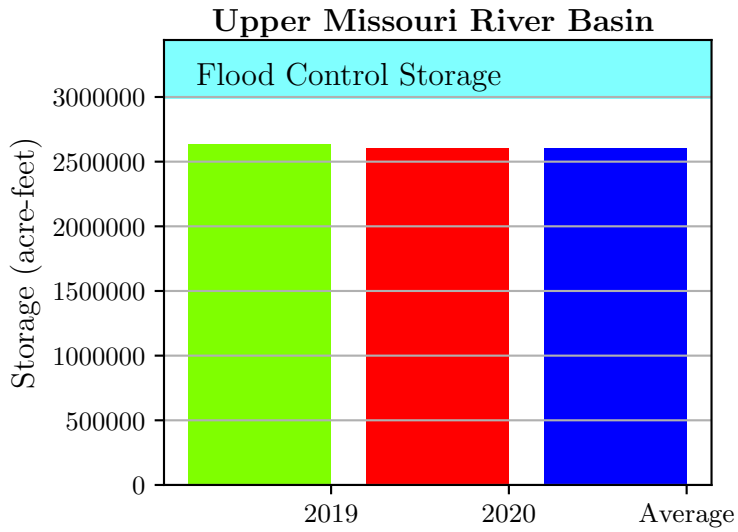 Upper Missouri River Basin
Flood Control Storage
Storage (acre-feet)
3000000
2500000
2000000
1500000
1000000
500000
0
2019 2020 Average